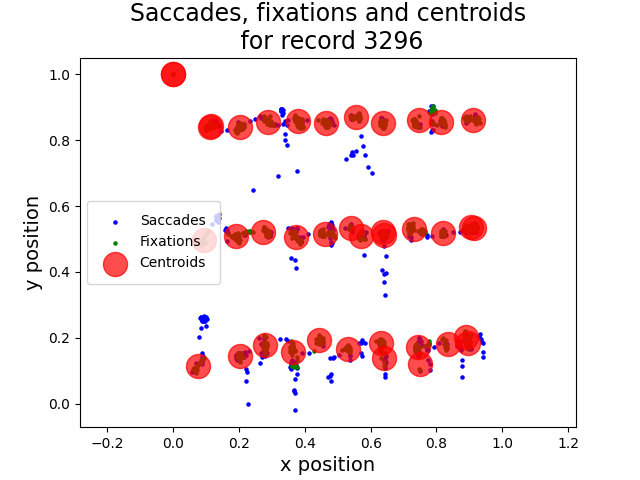 Saccades, fixations and centroids
for record 3296
y position
1.0
0.8
0.6
0.4
0.2
0.0
Saccades
Fixations
Centroids
−0.2
0.0
0.2
0.4
0.6
0.8
1.0
1.2
x position